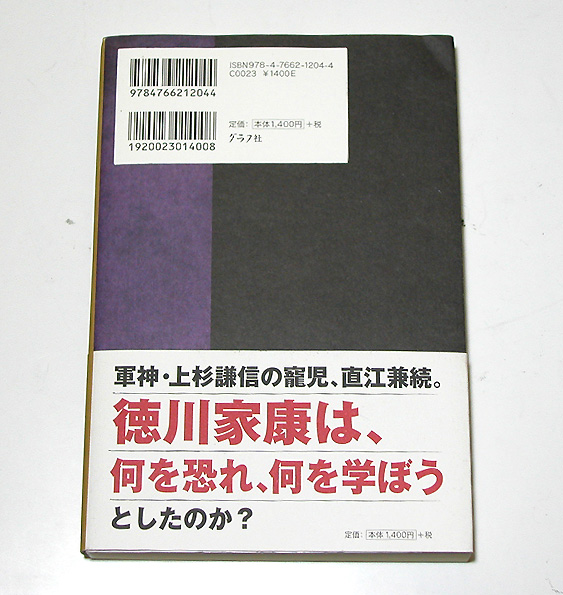 ISBN978-4-7662-1204-4
C0023 ¥1400E
9784766212044
定価: 本体1,400円 +税
グラフ社
1920023014008
軍神・上杉謙信の寵児、直江兼続。
徳川家康は、
何を恐れ、何を学ぼう
としたのか?
定価: 本体1,400円 +税